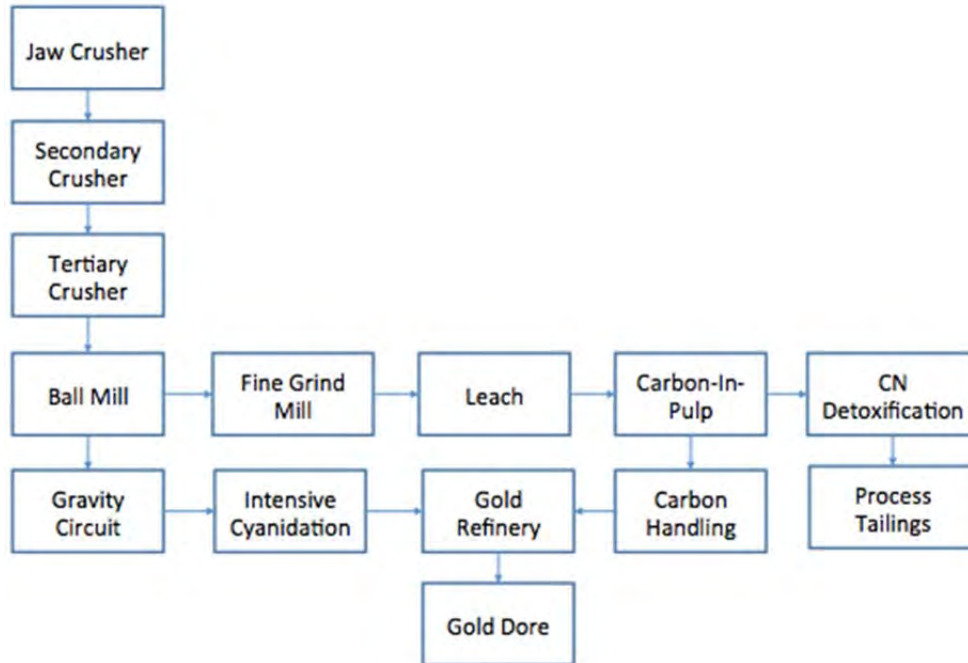 Jaw Crusher
Secondary
Crusher
Tertiary
Crusher
Ball Mill
Fine Grind
Mill
Leach
Carbon-In-
Pulp
CN
Detoxification
Gravity
Circuit
Intensive
Cyanidation
Gold
Refinery
Carbon
Handling
Process
Tailings
Gold Dore